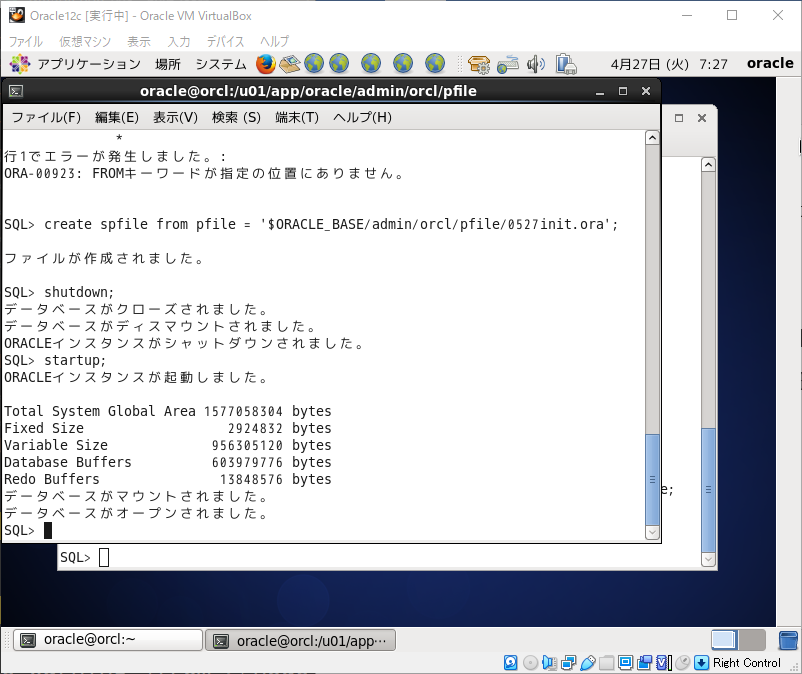 Oracle12c [実行中] - Oracle VM VirtualBox
ファイル 仮想マシン 表示 入力 デバイス ヘルプ
アプリケーション 場所 システム 4月27日 (火) 7:27 oracle
oracle@orcl:/u01/app/oracle/admin/orcl/pfile
ファイル(F) 編集(E) 表示(V) 検索 (S) 端末(T) ヘルプ(H)
*
行1でエラーが発生しました。:
ORA-00923: FROMキーワードが指定の位置にありません。
SQL> create spfile from pfile = '$ORACLE_BASE/admin/orcl/pfile/0527init.ora';
ファイルが作成されました。
SQL> shutdown;
データベースがクローズされました。
データベースがディスマウントされました。
ORACLEインスタンスがシャットダウンされました。
SQL> startup;
ORACLEインスタンスが起動しました。
Total System Global Area 1577058304 bytes
Fixed Size 2924832 bytes
Variable Size 956305120 bytes
Database Buffers 603979776 bytes
Redo Buffers 13848576 bytes
データベースがマウントされました。
データベースがオープンされました。
SQL>
e;
SQL>
oracle@orcl:~
oracle@orcl:/u01/app…
Right Control